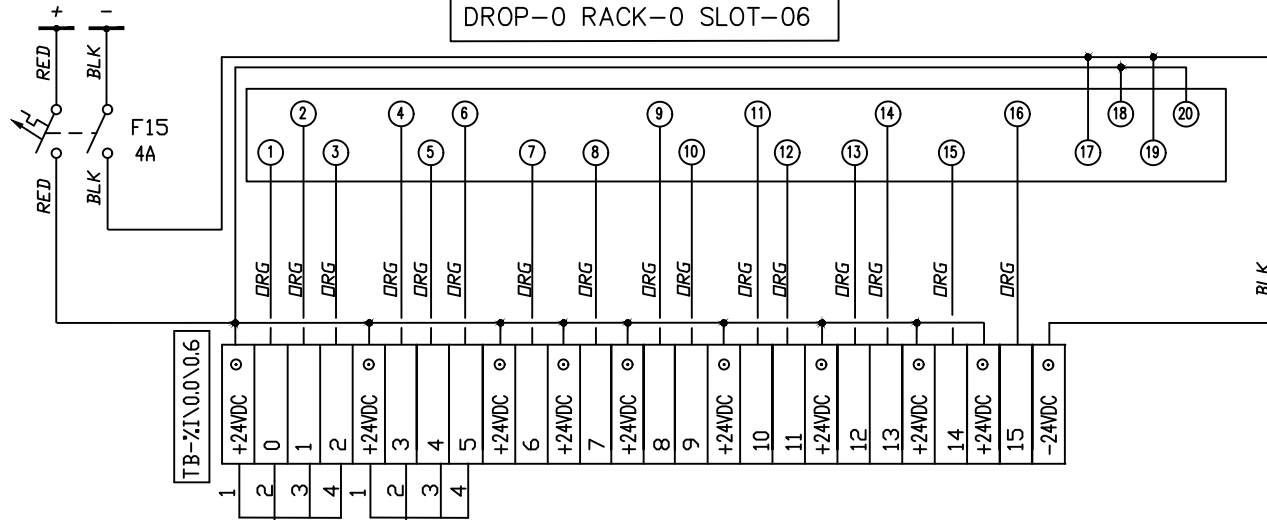 DROP-0 RACK-0 SLOT-06
+ -
RED BLK
F15
4A
2 4 6 9 11 14 16 18 20
1 3 5 7 8 10 12 13 15 17 19
RED BLK
ORG ORG ORG ORG ORG ORG ORG ORG ORG ORG ORG ORG ORG ORG ORG ORG BLK
TB-%I\0.0\0.6
+24VDC 0 1 2 +24VDC 3 4 5 +24VDC 6 +24VDC 7 +24VDC 8 9 +24VDC 10 11 +24VDC 12 13 +24VDC 14 +24VDC 15 -24VDC
1 2 3 4 1 2 3 4